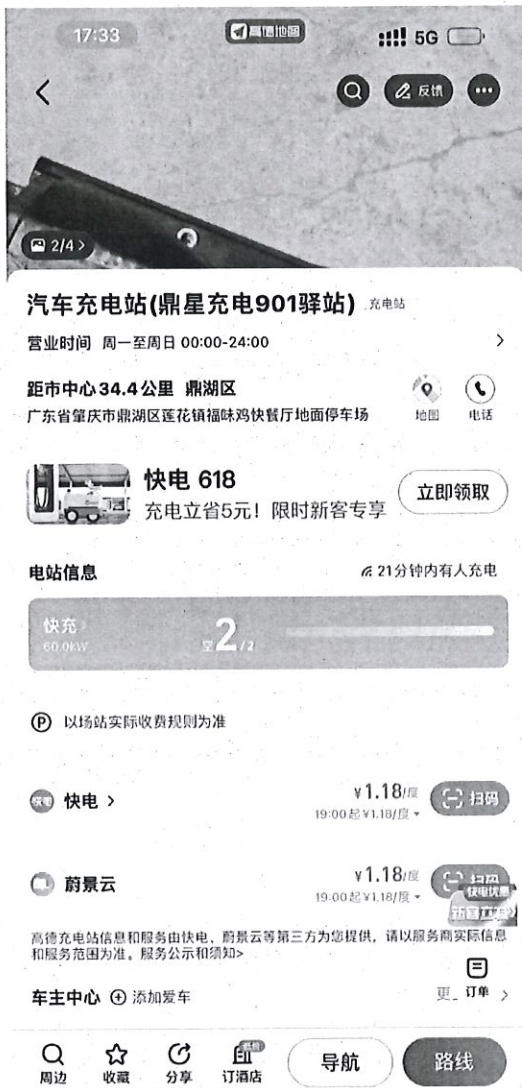 17:33
高德地图
5G
反馈
2/4 >
汽车充电站(鼎星充电901驿站) 充电站
营业时间 周一至周日 00:00-24:00
距市中心34.4公里 鼎湖区
广东省肇庆市鼎湖区莲花镇福味鸡快餐厅地面停车场
地图
电话
快电 618
充电立省5元! 限时新客专享
立即领取
电站信息
21分钟内有人充电
快充
60.0kW
空2/2
P 以场站实际收费规则为准
快电 快电 >
¥1.18/度
19:00起¥1.18/度
扫码
蔚景云
¥1.18/度
19:00起¥1.18/度
扫码
快电优惠
高德充电站信息和服务由快电、蔚景云等第三方为您提供，请以服务商实际信息
和服务范围为准。服务公示和须知>
车主中心 添加爱车
更
订单 >
周边
收藏
分享
低价
订酒店
导航
路线